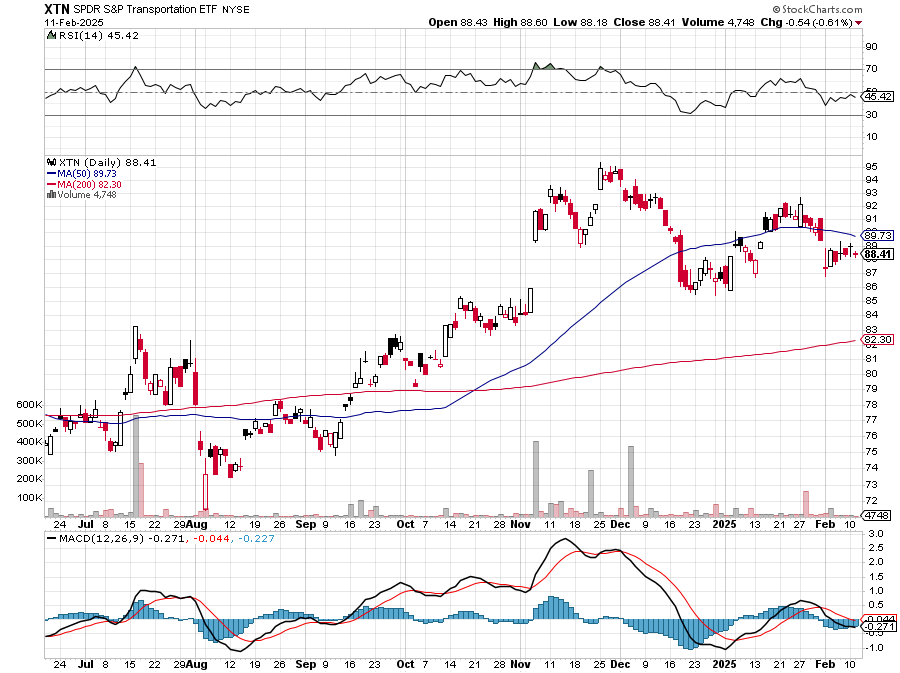 XTN SPDR S&P Transportation ETF NYSE © StockCharts.com
11-Feb-2025 Open 88.43 High 88.60 Low 88.18 Close 88.41 Volume 4,748 Chg -0.54 (-0.61%)
RSI(14) 45.42
90
70
50
45.42
30
10
XTN (Daily) 88.41
MA(50) 89.73
MA(200) 82.30
Volume 4,748
95
94
93
92
91
89.73
89
88.41
87
86
85
84
83
82.30
82
81
80
79
78
77
76
75
74
73
72
600K
500K
400K
300K
200K
100K
4748
24 Jul 8 15 22 29 Aug 12 19 26 Sep 9 16 23 Oct 7 14 21 28 Nov 11 18 25 Dec 9 16 23 2025 13 21 27 Feb 10
MACD(12,26,9) -0.271, -0.044, -0.227
3.0
2.5
2.0
1.5
1.0
0.5
-0.044
-0.271
-0.5
-1.0
24 Jul 8 15 22 29 Aug 12 19 26 Sep 9 16 23 Oct 7 14 21 28 Nov 11 18 25 Dec 9 16 23 2025 13 21 27 Feb 10